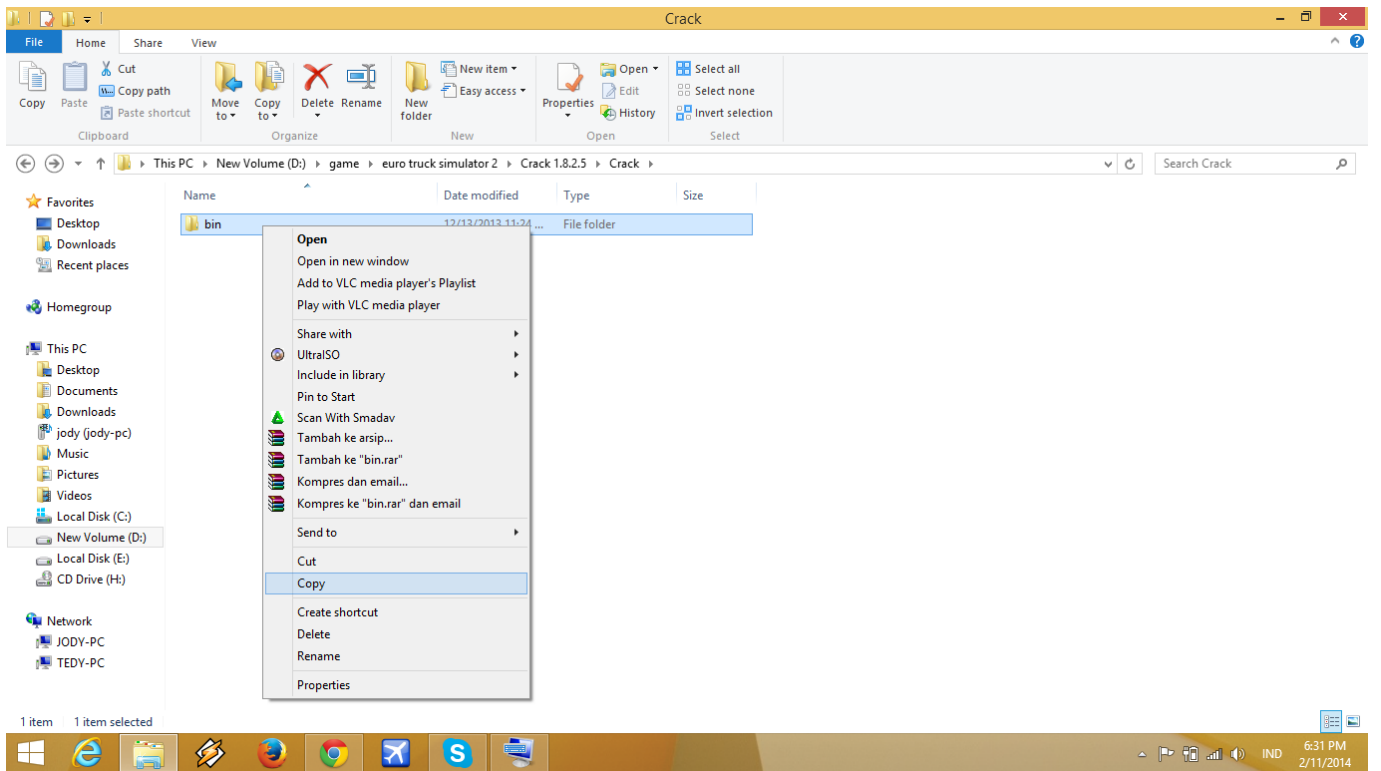 Crack
File Home Share View
Copy
Paste
Cut
Copy path
Paste shortcut
Clipboard
Move to
Copy to
Delete
Rename
Organize
New folder
New item
Easy access
New
Properties
Open
Edit
History
Open
Select all
Select none
Invert selection
Select
This PC New Volume (D:) game euro truck simulator 2 Crack 1.8.2.5 Crack
Search Crack
Favorites
Desktop
Downloads
Recent places
Homegroup
This PC
Desktop
Documents
Downloads
jody (jody-pc)
Music
Pictures
Videos
Local Disk (C:)
New Volume (D:)
Local Disk (E:)
CD Drive (H:)
Network
JODY-PC
TEDY-PC
Name Date modified Type Size
bin 12/13/2013 11:24 ... File folder
Open
Open in new window
Add to VLC media player's Playlist
Play with VLC media player
Share with
UltraISO
Include in library
Pin to Start
Scan With Smadav
Tambah ke arsip...
Tambah ke "bin.rar"
Kompres dan email...
Kompres ke "bin.rar" dan email
Send to
Cut
Copy
Create shortcut
Delete
Rename
Properties
1 item 1 item selected
IND
6:31 PM
2/11/2014